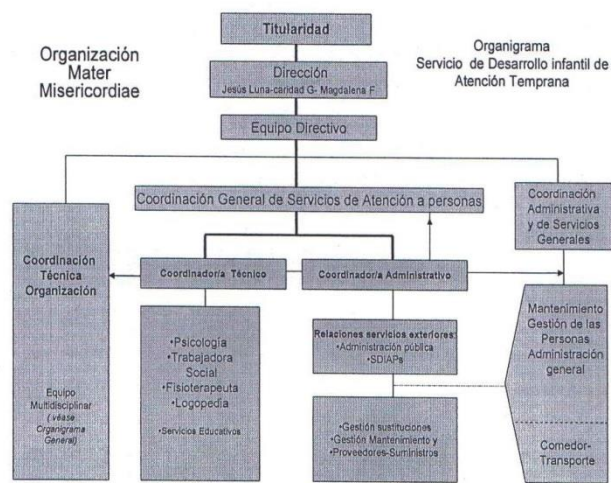 Organización
Mater
Misericordiae
Titularidad
Organigrama
Servicio de Desarrollo infantil de
Atención Temprana
Dirección
Jesús Luna-caridad G- Magdalena F.
Equipo Directivo
Coordinación General de Servicios de Atención a personas
Coordinación
Administrativa
y de Servicios
Generales
Coordinación
Técnica
Organización
Equipo
Multidisciplinar
( véase
Organigrama
General)
Coordinador/a Técnico
Coordinador/a Administrativo
•Psicología
•Trabajadora
Social
•Fisioterapeuta
•Logopedia
•Servicios Educativos
Relaciones servicios exteriores:
•Administración pública
•SDIAPs
•Gestión sustituciones
•Gestión Mantenimiento y
•Proveedores-Suministros
Mantenimiento
Gestión de las
Personas
Administración
general
Comedor-
Transporte